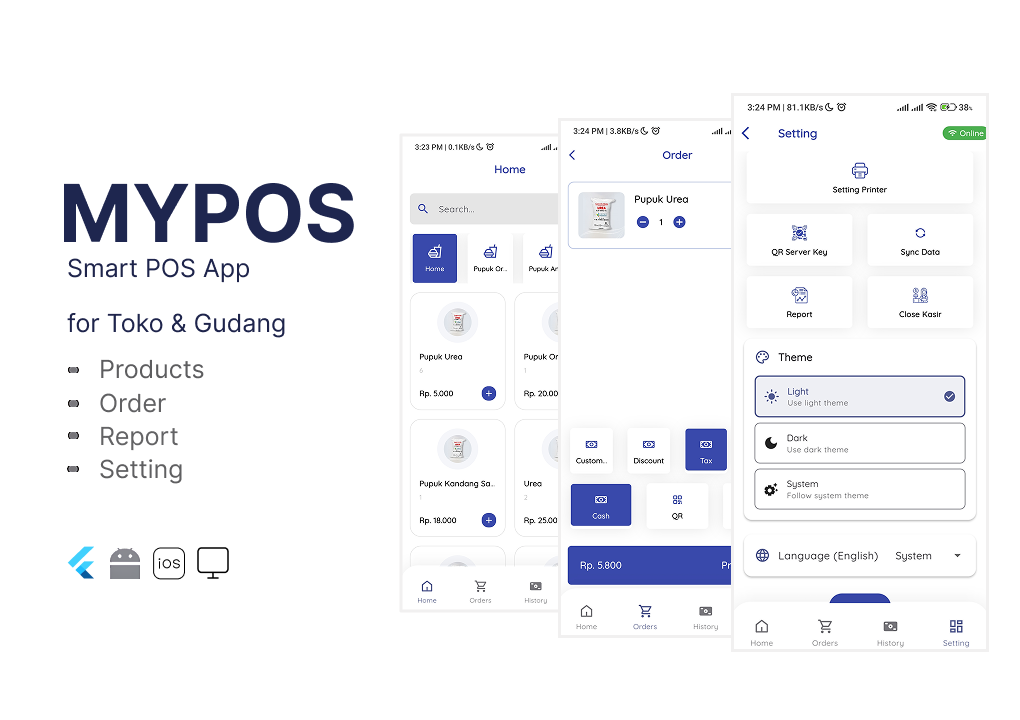 MYPOS
Smart POS App
for Toko & Gudang
Products
Order
Report
Setting
iOS
3:23 PM | 0.1KB/s
Home
Search...
Home
Pupuk Or...
Pupuk An
Pupuk Urea
6
Rp. 5.000
Pupuk Or
1
Rp. 20.00
Pupuk Kandang Sa..
1
Rp. 18.000
Urea
2
Rp. 25.00
Home
Orders
History
3:24 PM | 3.8KB/s
Order
UREA
Pupuk Urea
1
Custom..
Discount
Tax
Cash
QR
Rp. 5.800
Pr
Home
Orders
History
3:24 PM | 81.1KB/s
38%
Setting
Online
Setting Printer
QR Server Key
Sync Data
Report
Close Kasir
Theme
Light
Use light theme
Dark
Use dark theme
System
Follow system theme
Language (English)
System
Home
Orders
History
Setting